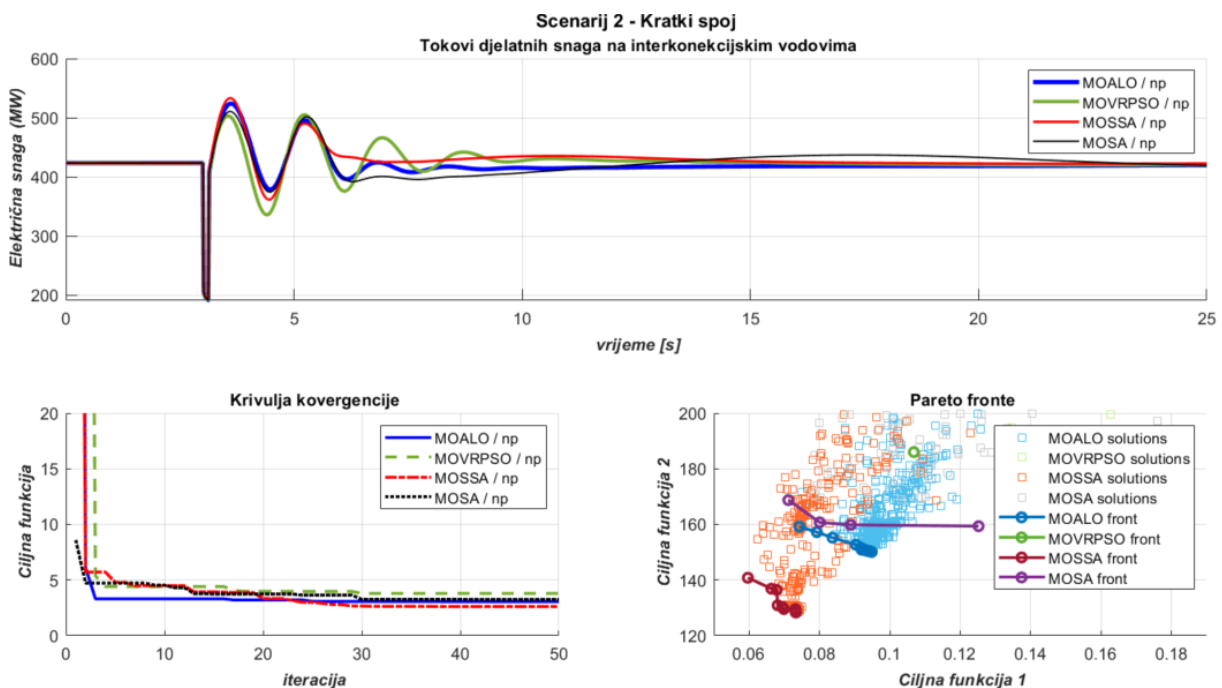 Scenarij 2 - Kratki spoj
Tokovi djelatnih snaga na interkonekcijskim vodovima
Električna snaga (MW)
600
500
400
300
200
0
5
10
15
20
25
vrijeme [s]
MOALO / np
MOVRPSO / np
MOSSA / np
MOSA / np
Krivulja kovergencije
Ciljna funkcija
20
15
10
5
0
0
10
20
30
40
50
iteracija
MOALO / np
MOVRPSO / np
MOSSA / np
MOSA / np
Pareto fronte
Ciljna funkcija 2
200
180
160
140
120
0.06
0.08
0.1
0.12
0.14
0.16
0.18
Ciljna funkcija 1
MOALO solutions
MOVRPSO solutions
MOSSA solutions
MOSA solutions
MOALO front
MOVRPSO front
MOSSA front
MOSA front